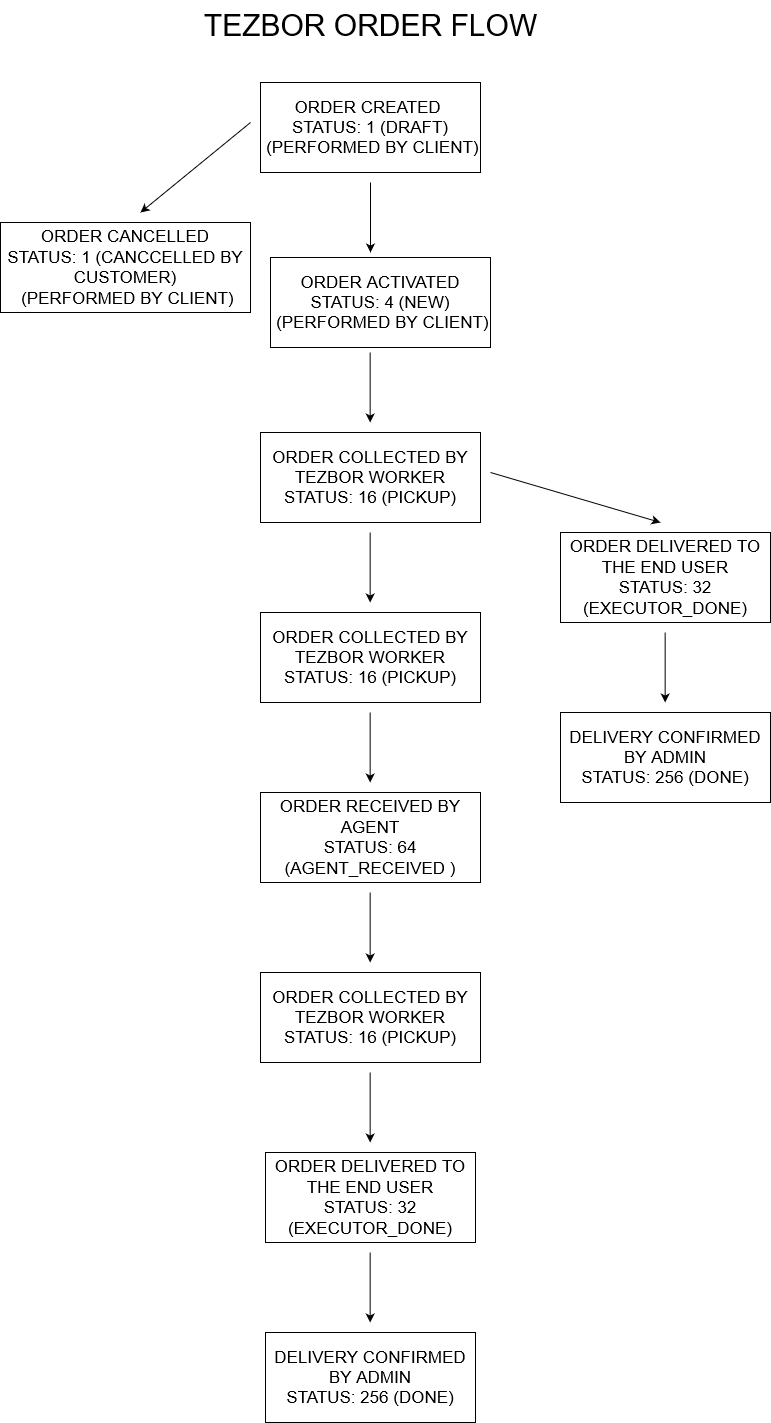 TEZBOR ORDER FLOW
ORDER CREATED
STATUS: 1 (DRAFT)
(PERFORMED BY CLIENT)
ORDER CANCELLED
STATUS: 1 (CANCCELLED BY
CUSTOMER)
(PERFORMED BY CLIENT)
ORDER ACTIVATED
STATUS: 4 (NEW)
(PERFORMED BY CLIENT)
ORDER COLLECTED BY
TEZBOR WORKER
STATUS: 16 (PICKUP)
ORDER DELIVERED TO
THE END USER
STATUS: 32
(EXECUTOR_DONE)
ORDER COLLECTED BY
TEZBOR WORKER
STATUS: 16 (PICKUP)
DELIVERY CONFIRMED
BY ADMIN
STATUS: 256 (DONE)
ORDER RECEIVED BY
AGENT
STATUS: 64
(AGENT_RECEIVED )
ORDER COLLECTED BY
TEZBOR WORKER
STATUS: 16 (PICKUP)
ORDER DELIVERED TO
THE END USER
STATUS: 32
(EXECUTOR_DONE)
DELIVERY CONFIRMED
BY ADMIN
STATUS: 256 (DONE)